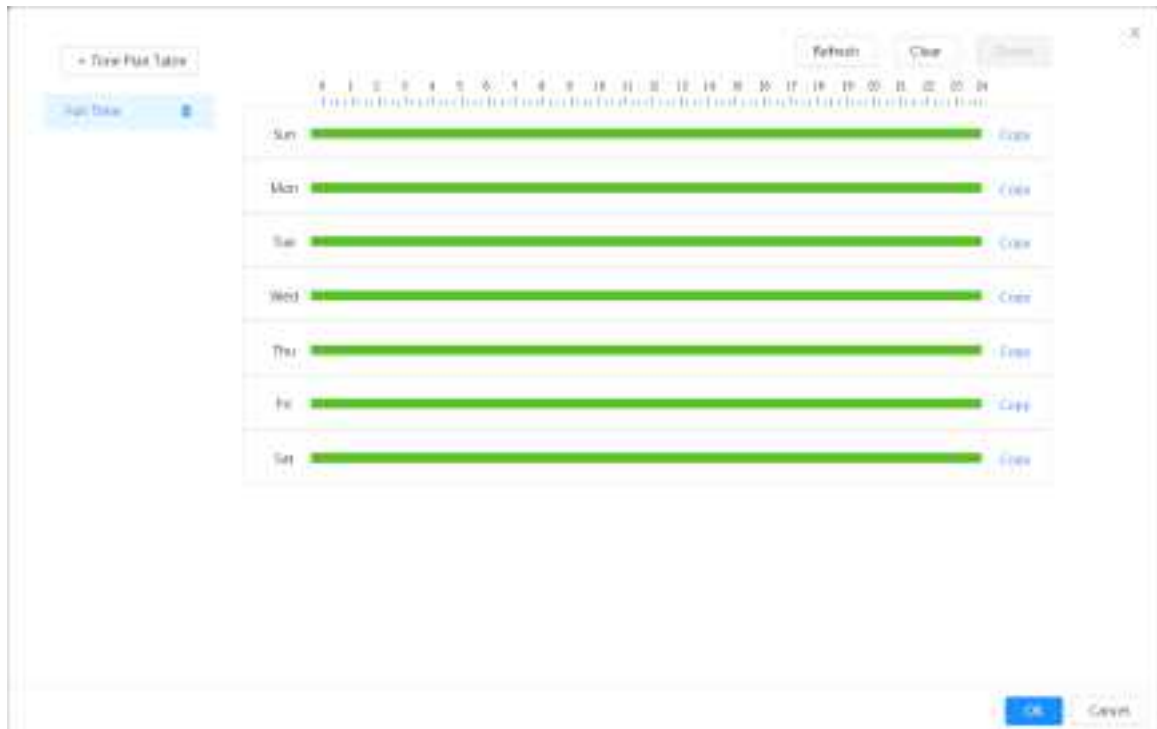 + Time Plan Table
Refresh
Clear
Full Time
0 1 2 3 4 5 6 7 8 9 10 11 12 13 14 15 16 17 18 19 20 21 22 23 24
Sun Copy
Mon Copy
Tue Copy
Wed Copy
Thu Copy
Fri Copy
Sat Copy
OK Cancel